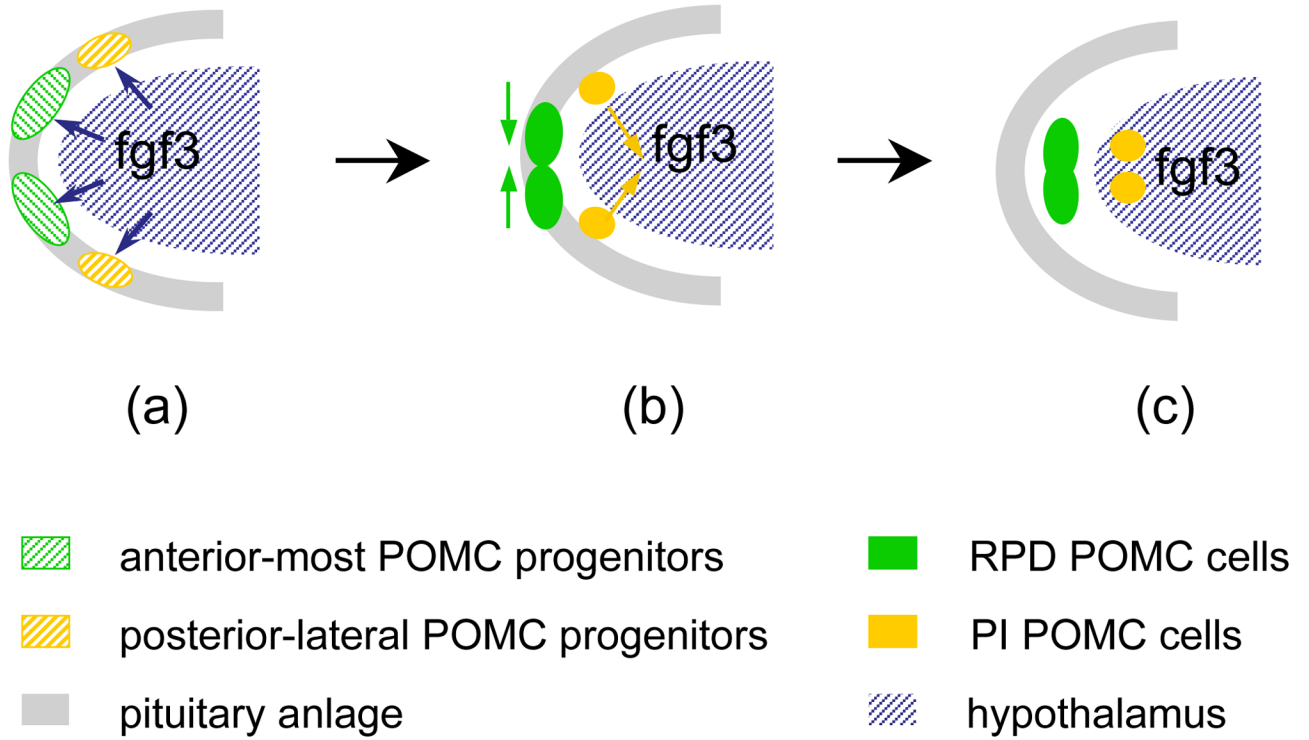 fgf3 fgf3 fgf3
(a) (b) (c)
anterior-most POMC progenitors RPD POMC cells
posterior-lateral POMC progenitors PI POMC cells
pituitary anlage hypothalamus